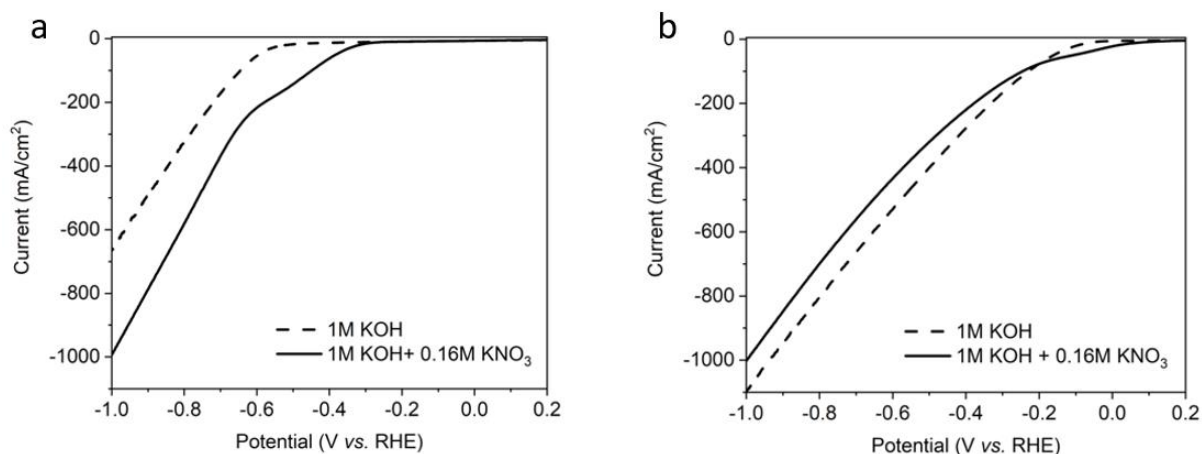 a
0
-200
-400
-600
-800
-1000
Current (mA/cm²)
1M KOH
1M KOH+ 0.16M KNO₃
-1.0 -0.8 -0.6 -0.4 -0.2 0.0 0.2
Potential (V vs. RHE)
b
0
-200
-400
-600
-800
-1000
Current (mA/cm²)
1M KOH
1M KOH + 0.16M KNO₃
-1.0 -0.8 -0.6 -0.4 -0.2 0.0 0.2
Potential (V vs. RHE)